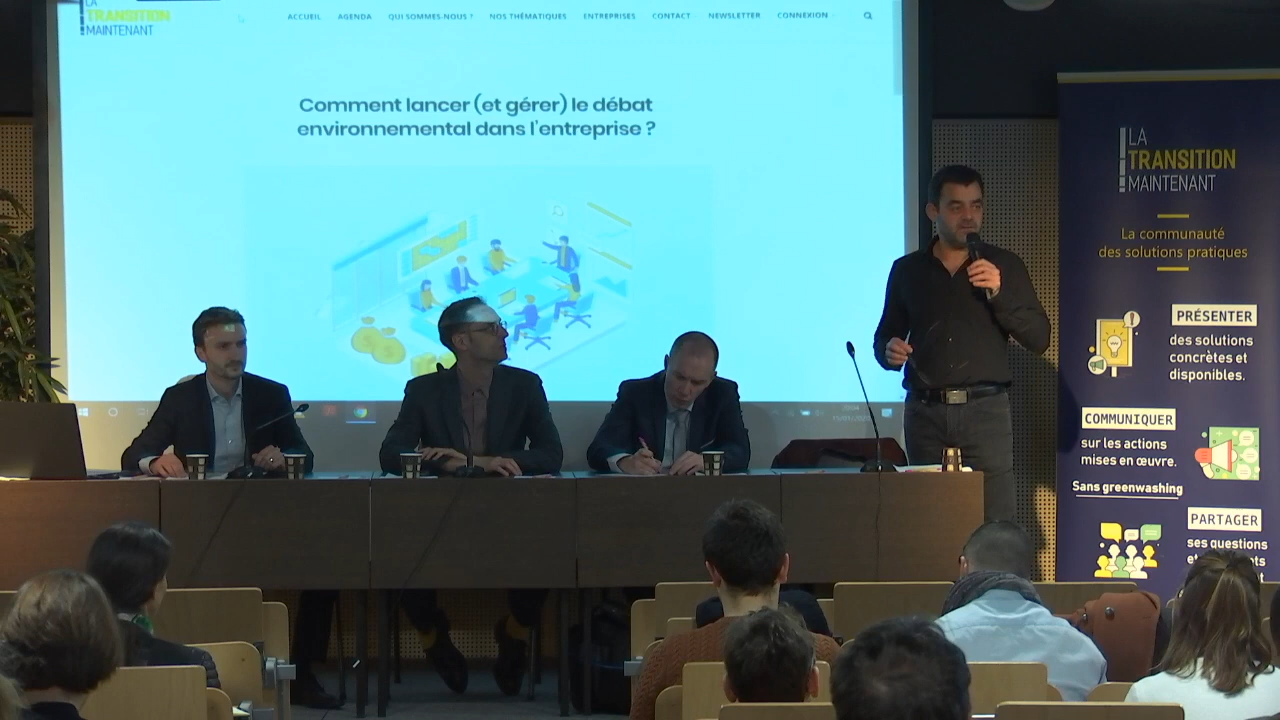 LA
TRANSITION
MAINTENANT
ACCUEIL AGENDA QUI SOMMES-NOUS ? NOS THÉMATIQUES ENTREPRISES CONTACT NEWSLETTER CONNEXION
Comment lancer (et gérer) le débat
environnemental dans l'entreprise ?
LA
TRANSITION
MAINTENANT
La communauté
des solutions pratiques
PRÉSENTER
des solutions
concrètes et
disponibles.
COMMUNIQUER
sur les actions
mises en œuvre.
Sans greenwashing
PARTAGER
ses questions